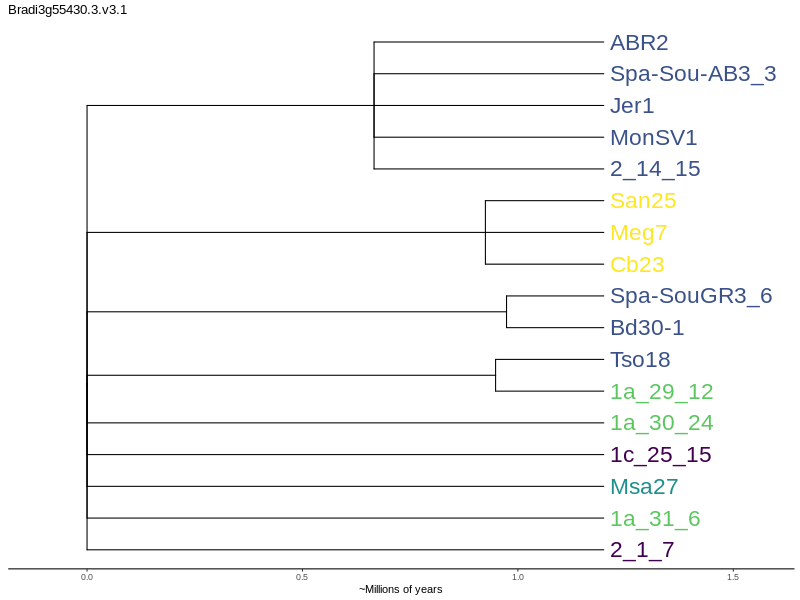 Bradi3g55430.3.v3.1
ABR2
Spa-Sou-AB3_3
Jer1
MonSV1
2_14_15
San25
Meg7
Cb23
Spa-SouGR3_6
Bd30-1
Tso18
1a_29_12
1a_30_24
1c_25_15
Msa27
1a_31_6
2_1_7
0.0 0.5 1.0 1.5
~Millions of years